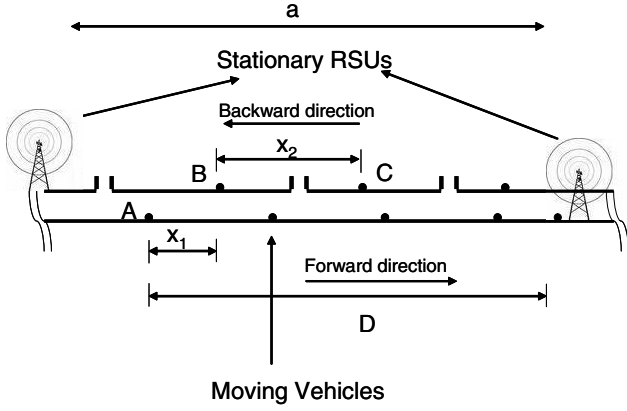 a
Stationary RSUs
Backward direction
x2
B
C
A
x1
Forward direction
D
Moving Vehicles